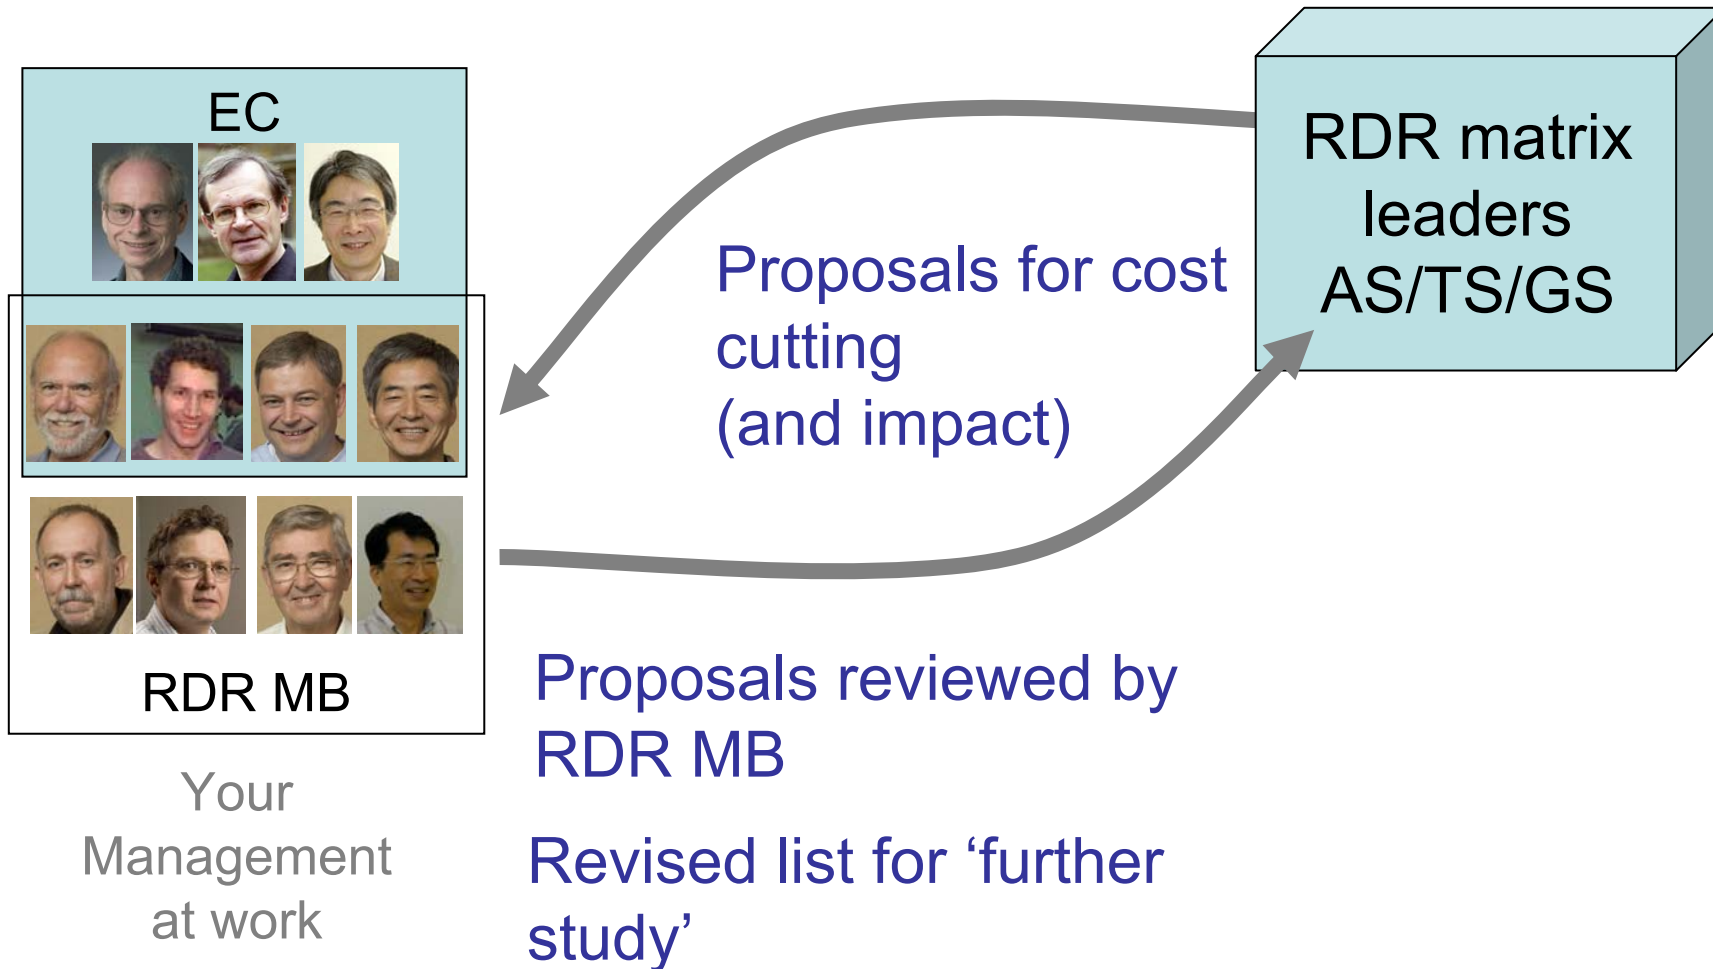 EC
RDR MB
Your
Management
at work
RDR matrix
leaders
AS/TS/GS
Proposals for cost
cutting
(and impact)
Proposals reviewed by
RDR MB
Revised list for ‘further
study’